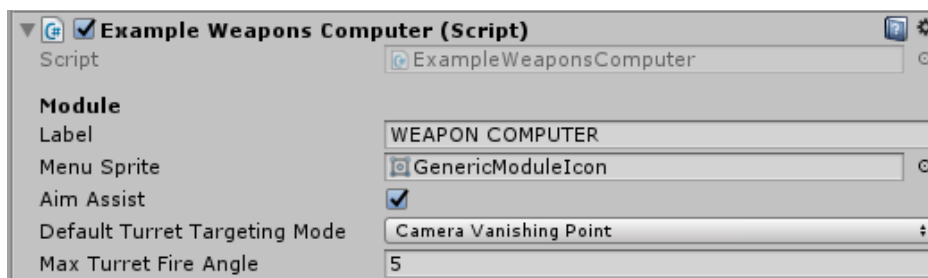 Example Weapons Computer (Script)
Script ExampleWeaponsComputer
Module
Label WEAPON COMPUTER
Menu Sprite GenericModuleIcon
Aim Assist
Default Turret Targeting Mode Camera Vanishing Point
Max Turret Fire Angle 5